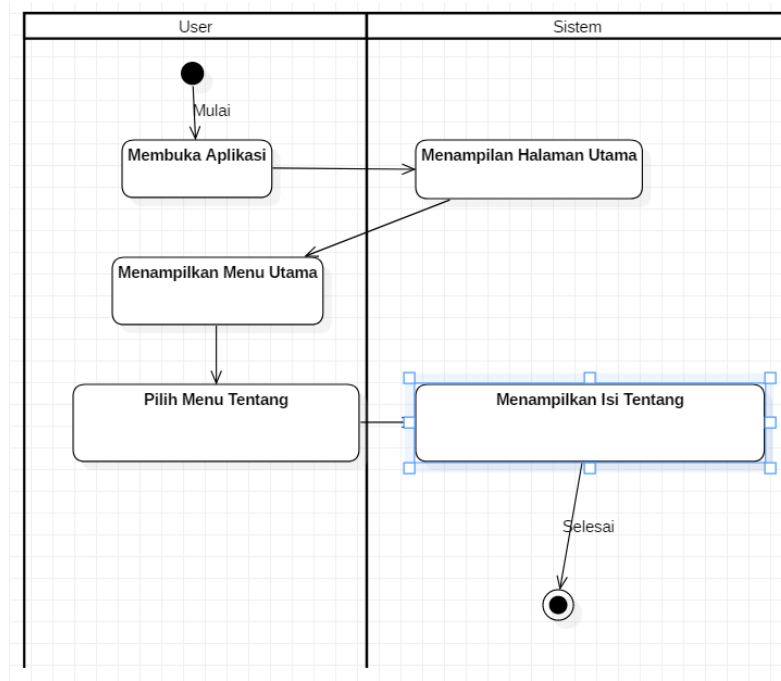 User
Sistem
Mulai
Membuka Aplikasi
Menampilan Halaman Utama
Menampilkan Menu Utama
Pilih Menu Tentang
Menampilkan Isi Tentang
Selesai